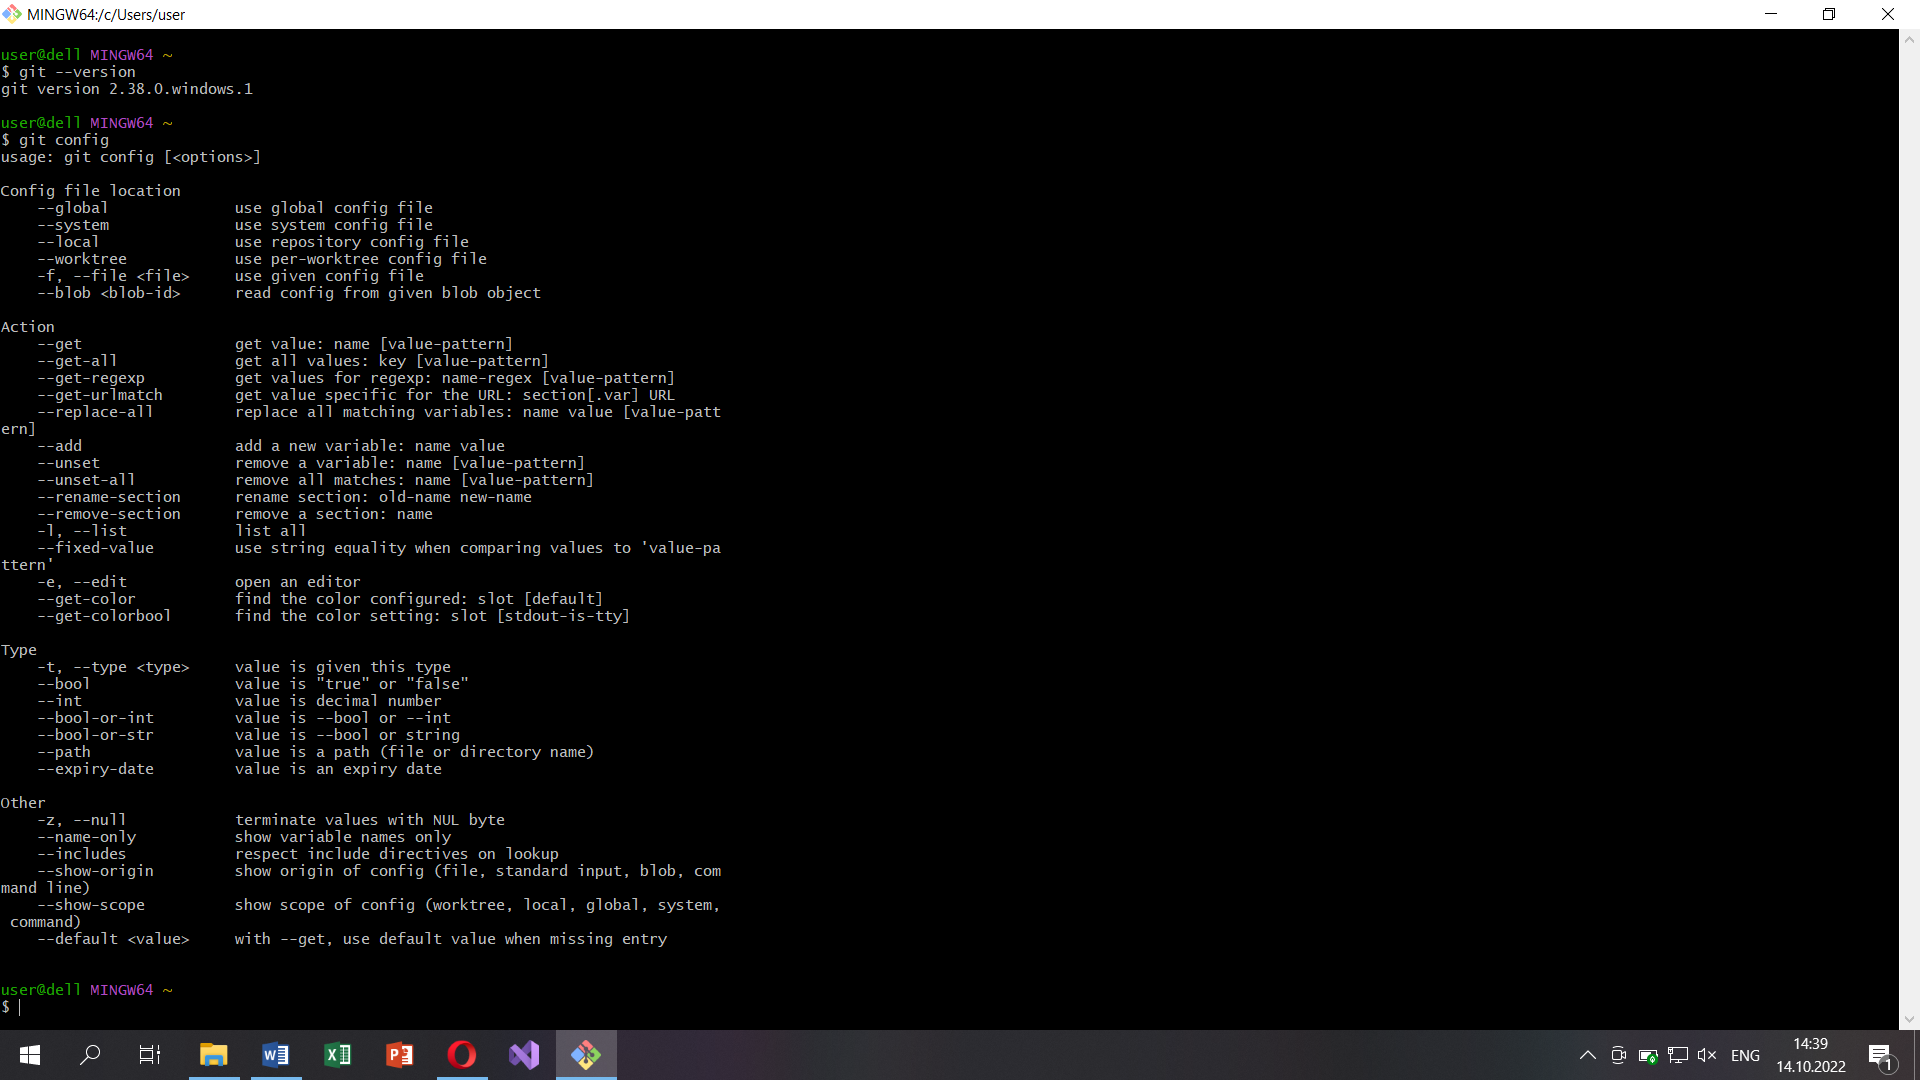 MINGW64:/c/Users/user
user@dell MINGW64 ~
$ git --version
git version 2.38.0.windows.1
user@dell MINGW64 ~
$ git config
usage: git config [<options>]
Config file location
    --global              use global config file
    --system              use system config file
    --local               use repository config file
    --worktree            use per-worktree config file
    -f, --file <file>     use given config file
    --blob <blob-id>      read config from given blob object
Action
    --get                 get value: name [value-pattern]
    --get-all             get all values: key [value-pattern]
    --get-regexp          get values for regexp: name-regex [value-pattern]
    --get-urlmatch        get value specific for the URL: section[.var] URL
    --replace-all         replace all matching variables: name value [value-patt
ern]
    --add                 add a new variable: name value
    --unset               remove a variable: name [value-pattern]
    --unset-all           remove all matches: name [value-pattern]
    --rename-section      rename section: old-name new-name
    --remove-section      remove a section: name
    -l, --list            list all
    --fixed-value         use string equality when comparing values to 'value-pa
ttern'
    -e, --edit            open an editor
    --get-color           find the color configured: slot [default]
    --get-colorbool       find the color setting: slot [stdout-is-tty]
Type
    -t, --type <type>     value is given this type
    --bool                value is "true" or "false"
    --int                 value is decimal number
    --bool-or-int         value is --bool or --int
    --bool-or-str         value is --bool or string
    --path                value is a path (file or directory name)
    --expiry-date         value is an expiry date
Other
    -z, --null            terminate values with NUL byte
    --name-only           show variable names only
    --includes            respect include directives on lookup
    --show-origin         show origin of config (file, standard input, blob, com
mand line)
    --show-scope          show scope of config (worktree, local, global, system,
 command)
    --default <value>     with --get, use default value when missing entry
user@dell MINGW64 ~
$
ENG
14:39
14.10.2022
1